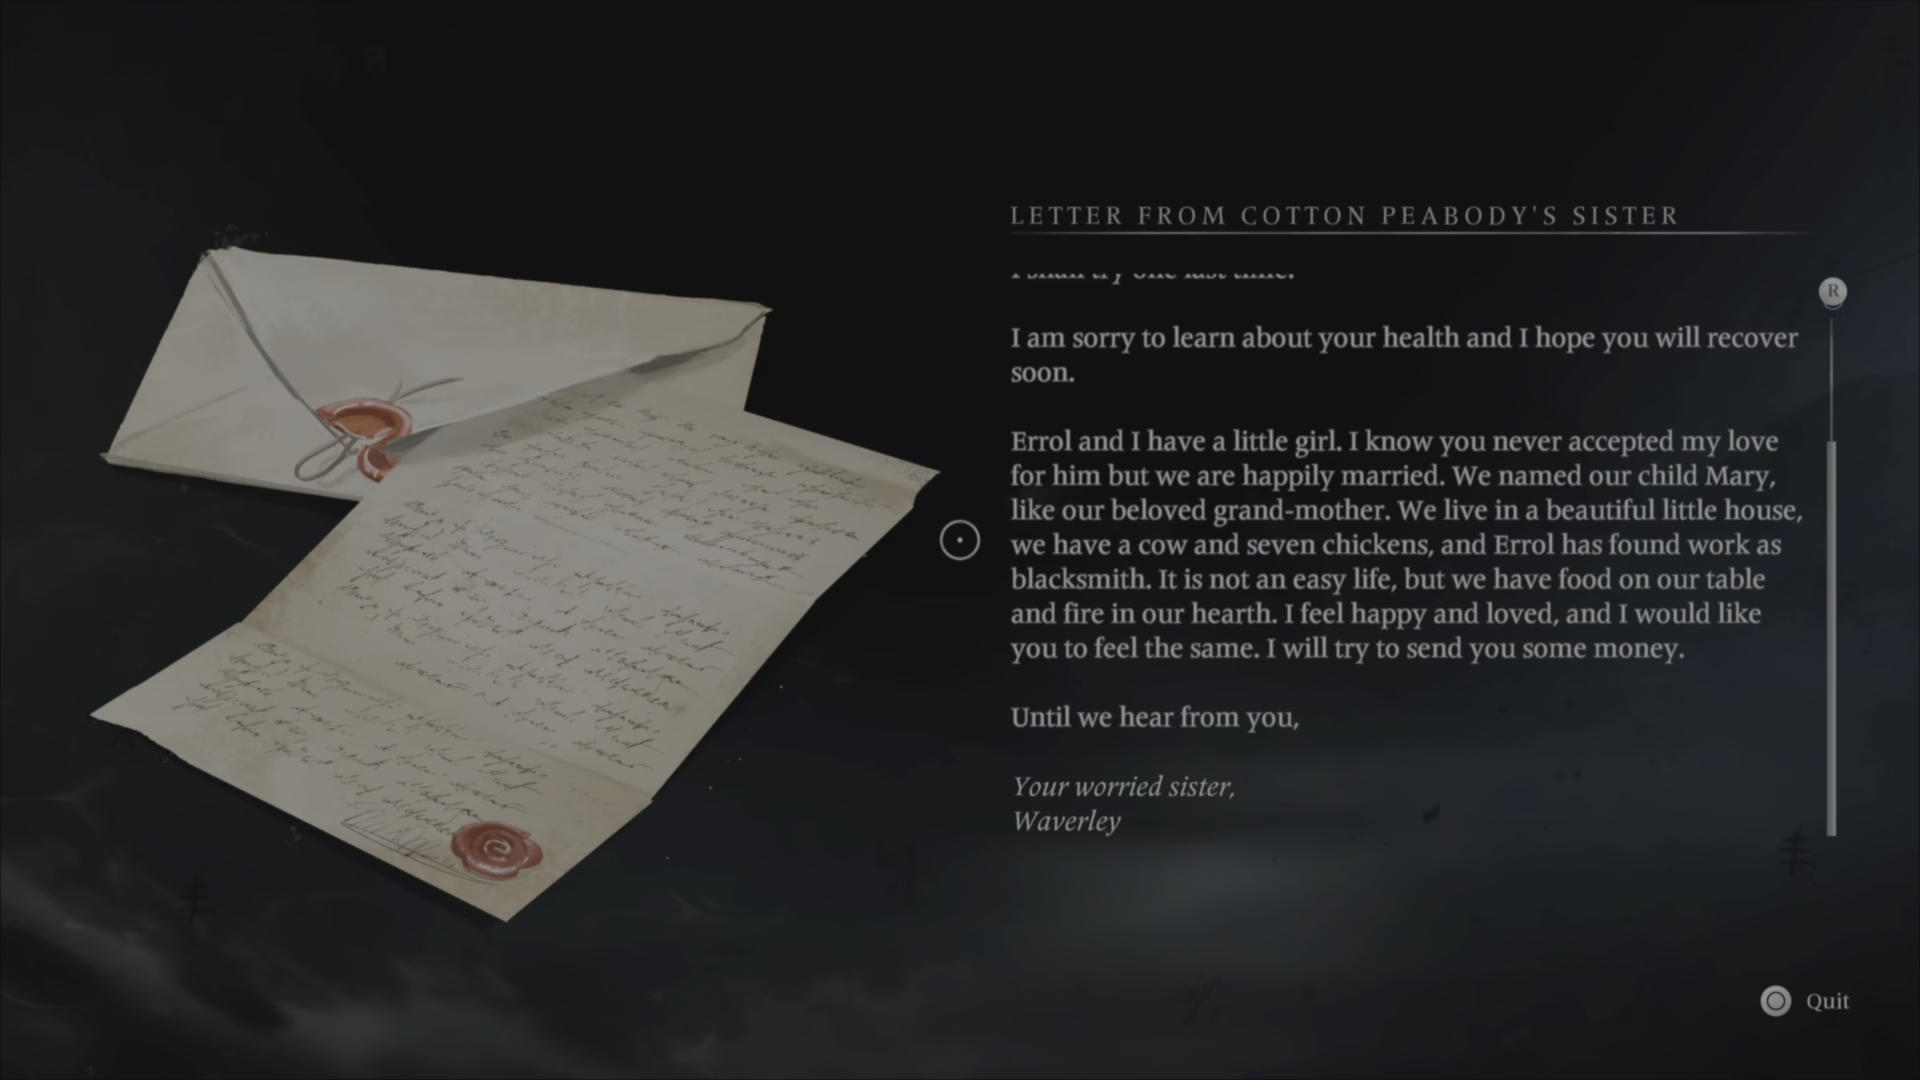 LETTER FROM COTTON PEABODY'S SISTER
I shall try one last time.
R
I am sorry to learn about your health and I hope you will recover
soon.
Errol and I have a little girl. I know you never accepted my love
for him but we are happily married. We named our child Mary,
like our beloved grand-mother. We live in a beautiful little house,
we have a cow and seven chickens, and Errol has found work as
blacksmith. It is not an easy life, but we have food on our table
and fire in our hearth. I feel happy and loved, and I would like
you to feel the same. I will try to send you some money.
Until we hear from you,
Your worried sister,
Waverley
Quit